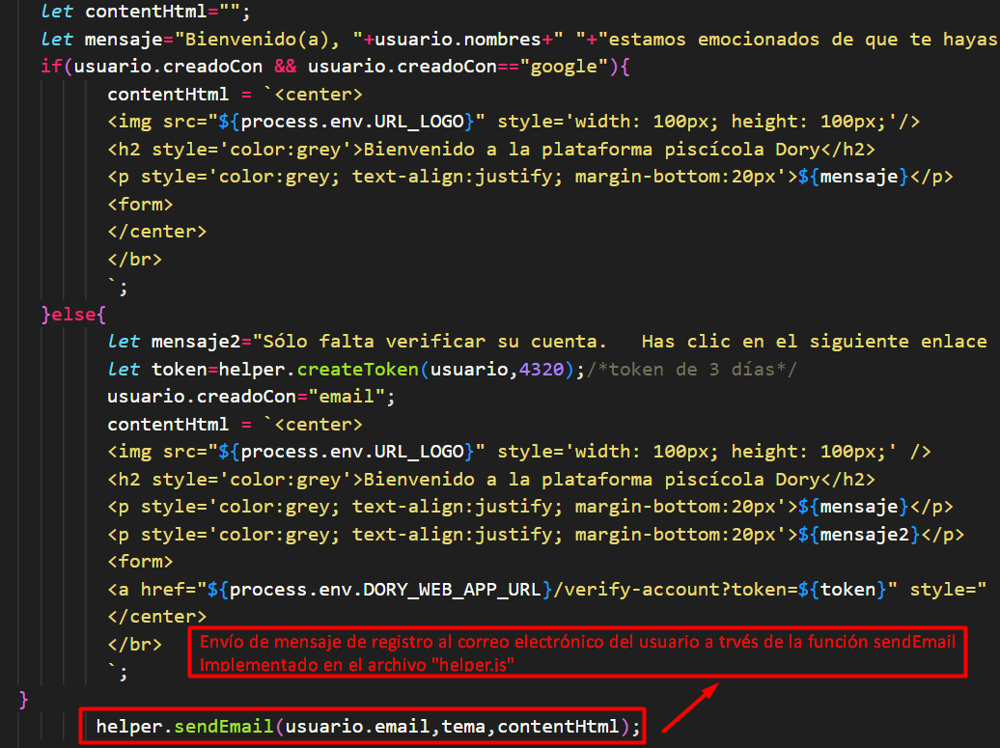 let contentHtml="";
let mensaje="Bienvenido(a), "+usuario.nombres+" "+"estamos emocionados de que te hayas
if(usuario.creadoCon && usuario.creadoCon=="google"){
contentHtml = `<center>
<img src="${process.env.URL_LOGO}" style='width: 100px; height: 100px;'/>
<h2 style='color:grey'>Bienvenido a la plataforma piscícola Dory</h2>
<p style='color:grey; text-align:justify; margin-bottom:20px'>${mensaje}</p>
<form>
</center>
</br>
`;
}else{
let mensaje2="Sólo falta verificar su cuenta.   Has clic en el siguiente enlace
let token=helper.createToken(usuario,4320);/*token de 3 días*/
usuario.creadoCon="email";
contentHtml = `<center>
<img src="${process.env.URL_LOGO}" style='width: 100px; height: 100px;' />
<h2 style='color:grey'>Bienvenido a la plataforma piscícola Dory</h2>
<p style='color:grey; text-align:justify; margin-bottom:20px'>${mensaje}</p>
<p style='color:grey; text-align:justify; margin-bottom:20px'>${mensaje2}</p>
<form>
<a href="${process.env.DORY_WEB_APP_URL}/verify-account?token=${token}" style="
</center>
</br>
Envío de mensaje de registro al correo electrónico del usuario a trvés de la función sendEmail
Implementado en el archivo "helper.js"
`;
}
helper.sendEmail(usuario.email,tema,contentHtml);